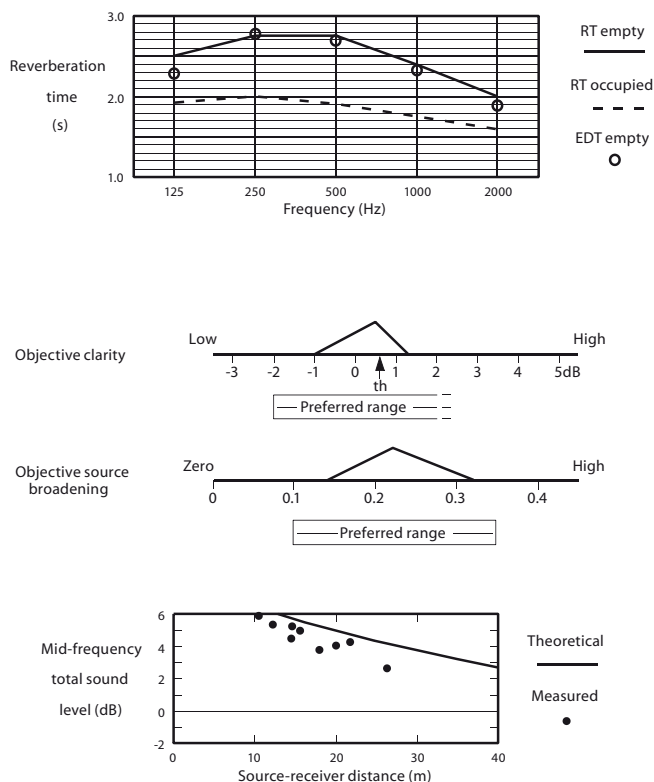 3.0
2.0
1.0
Reverberation
time
(s)
125 250 500 1000 2000
Frequency (Hz)
RT empty
RT occupied
EDT empty
Objective clarity
Low High
-3 -2 -1 0 1 2 3 4 5dB
th
Preferred range
Objective source
broadening
Zero High
0 0.1 0.2 0.3 0.4
Preferred range
Mid-frequency
total sound
level (dB)
6
4
2
0
-2
0 10 20 30 40
Source-receiver distance (m)
Theoretical
Measured